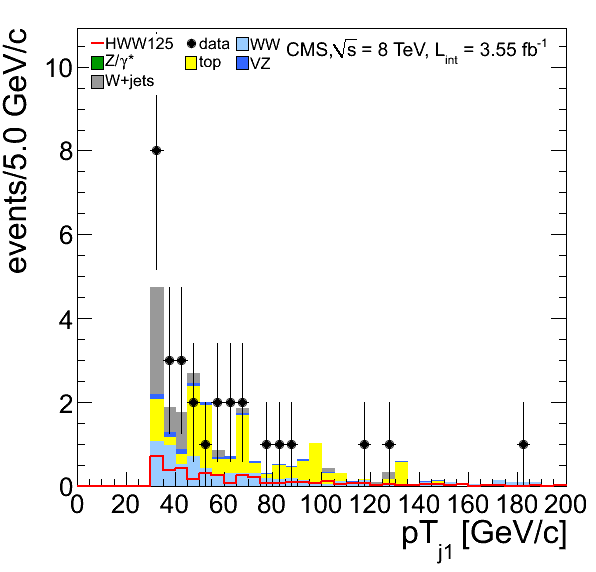 HWW125 data WW
Z/γ* top VZ
W+jets
CMS,√s = 8 TeV, L_int = 3.55 fb⁻¹
events/5.0 GeV/c
10
8
6
4
2
0
0 20 40 60 80 100 120 140 160 180 200
pT_j1 [GeV/c]